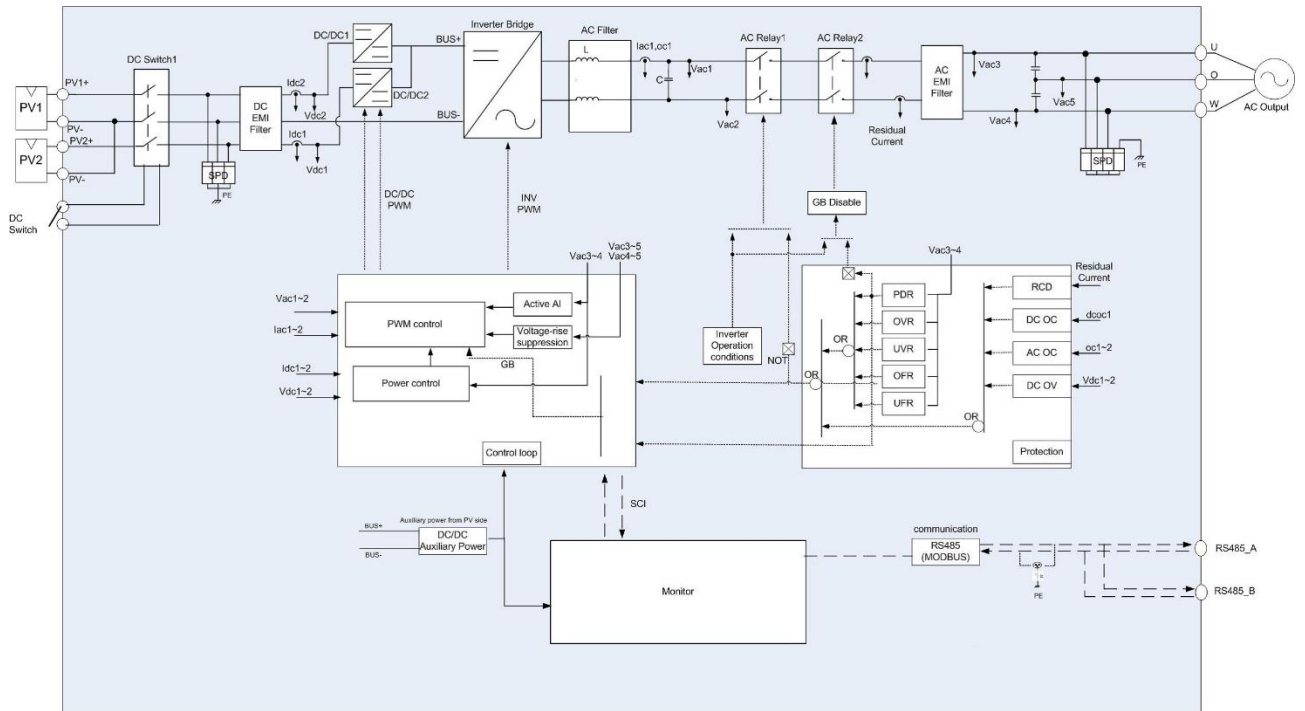 Inverter Bridge
AC Filter
DC/DC1
BUS+
L
Iac1,oc1
AC Relay1
AC Relay2
DC Switch1
Idc2
Vac1
Vac3
U
PV1+
AC
EMI
Filter
PV1
DC
EMI
Filter
Vdc2
DC/DC2
C
O
AC Output
Vac5
PV-
BUS-
Vac2
Vac4
W
PV2+
Idc1
Residual
Current
PV2
Vdc1
SPD
PE
PV-
SPD
PE
DC
Switch
DC/DC
PWM
INV
PWM
GB Disable
Vac3~5
Vac3~4
Vac4~5
Vac3~4
Residual
Current
Vac1~2
PWM control
Active AI
PDR
RCD
OVR
DC OC
dcoc1
Iac1~2
Voltage-rise
suppression
Inverter
Operation
conditions
NOT
OR
UVR
AC OC
oc1~2
GB
Idc1~2
Power control
OR
OFR
DC OV
Vdc1~2
Vdc1~2
UFR
OR
Control loop
Protection
SCI
Auxiliary power from PV side
BUS+
DC/DC
Auxiliary Power
BUS-
communication
RS485
(MODBUS)
RS485_A
PE
Monitor
RS485_B